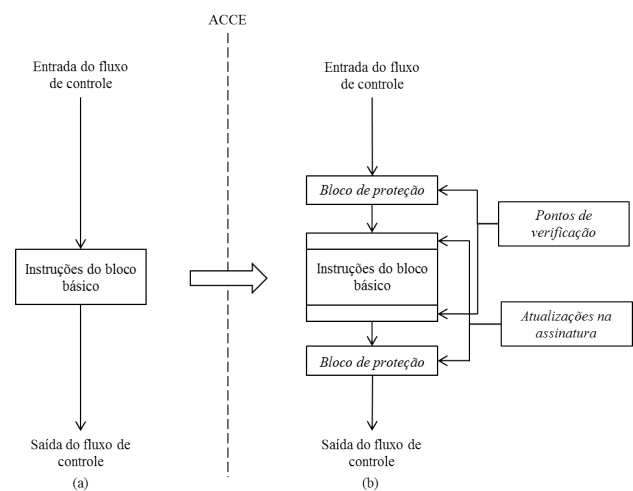 ACCE
Entrada do fluxo
de controle
Instruções do bloco
básico
Saída do fluxo de
controle
(a)
Entrada do fluxo
de controle
Bloco de proteção
Instruções do bloco
básico
Bloco de proteção
Saída do fluxo de
controle
(b)
Pontos de
verificação
Atualizações na
assinatura